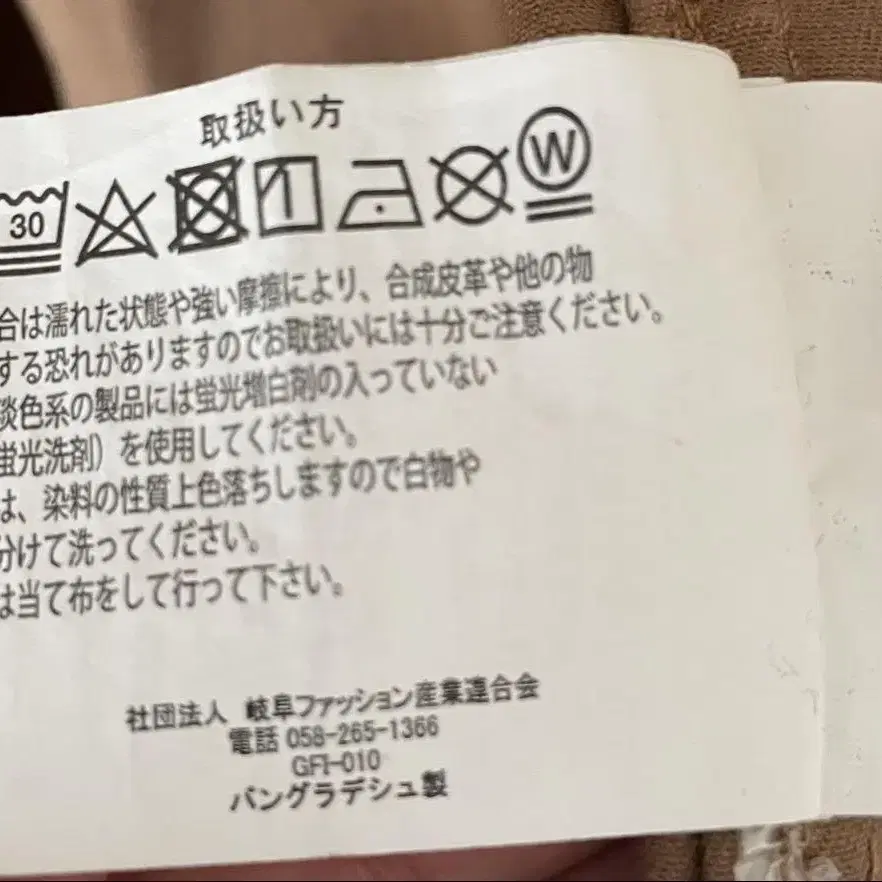 取扱い方
30 W
合は濡れた状態や強い摩擦により、合成皮革や他の物
する恐れがありますのでお取扱いには十分ご注意ください。
淡色系の製品には蛍光増白剤の入っていない
蛍光洗剤）を使用してください。
は、染料の性質上色落ちしますので白物や
分けて洗ってください。
は当て布をして行って下さい。
社団法人 岐阜ファッション産業連合会
電話 058-265-1366
GFI-010
バングラデシュ製